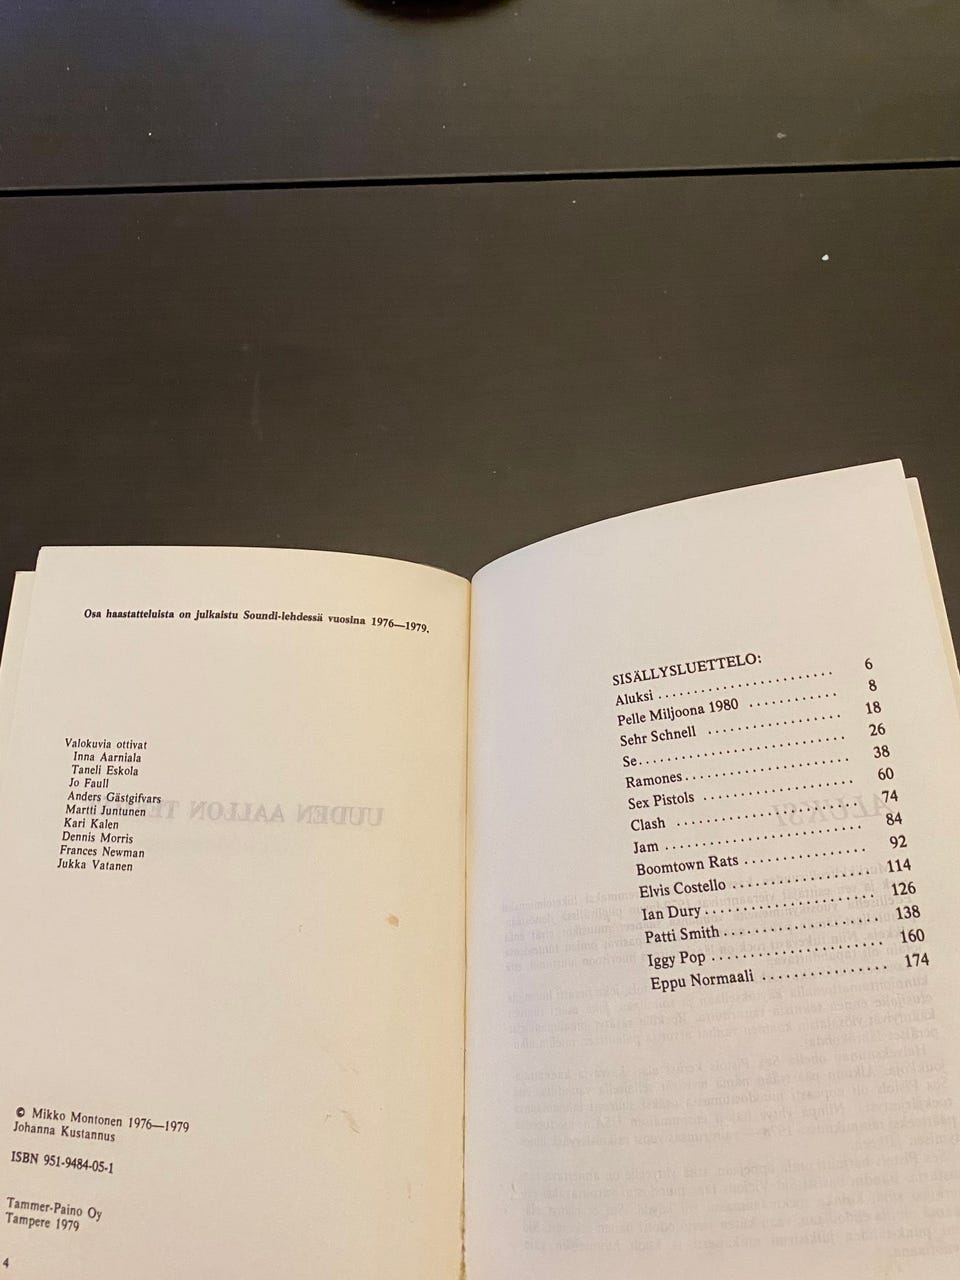 Osa haastatteluista on julkaistu Soundi-lehdessä vuosina 1976—1979.
Valokuvia ottivat
Inna Aarniala
Taneli Eskola
Jo Faull
Anders Gästgifvars
Martti Juntunen
Kari Kalen
Dennis Morris
Frances Newman
Jukka Vatanen
© Mikko Montonen 1976—1979
Johanna Kustannus
ISBN 951-9484-05-1
Tammer-Paino Oy
Tampere 1979
4
SISÄLLYSLUETTELO:
Aluksi ........................ 6
Pelle Miljoona 1980 ............ 8
Sehr Schnell ................... 18
Se............................. 26
Ramones....................... 38
Sex Pistols ..................... 60
Clash ......................... 74
Jam ........................... 84
Boomtown Rats ................. 92
Elvis Costello ................... 114
Ian Dury....................... 126
Patti Smith...................... 138
Iggy Pop ........................ 160
Eppu Normaali .................. 174